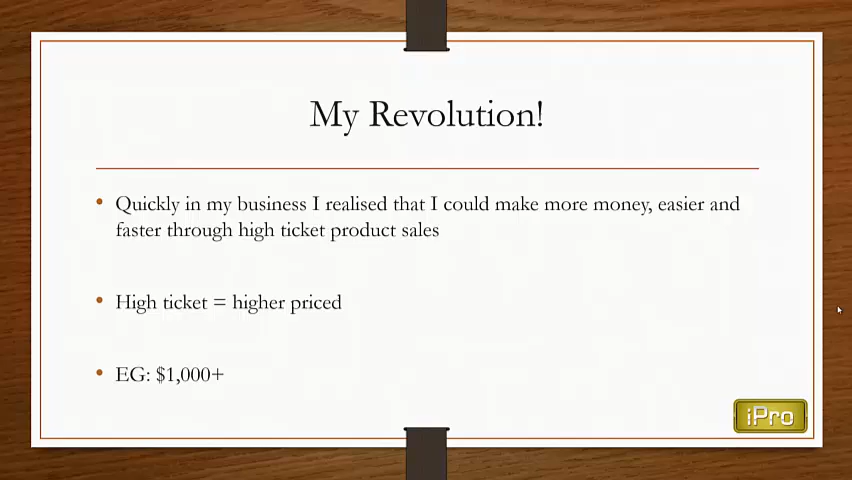 My Revolution!
• Quickly in my business I realised that I could make more money, easier and
faster through high ticket product sales
• High ticket = higher priced
• EG: $1,000+
iPro